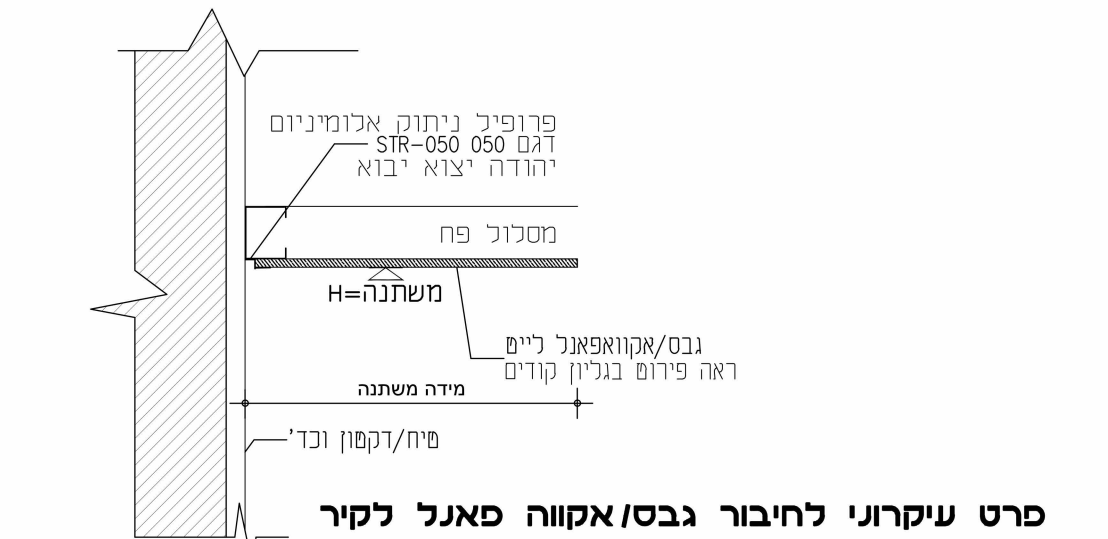 פרופיל ניתוק אלומיניום
דגם 050 STR-050
יהודה יצוא יבוא
מסלול פח
משתנה=H
גבס/אקוואפאנל לייט
ראה פירוט בגליון קודים
מידה משתנה
טיח/דקטון וכד'
פרט עיקרוני לחיבור גבס/אקווה פאנל לקיר